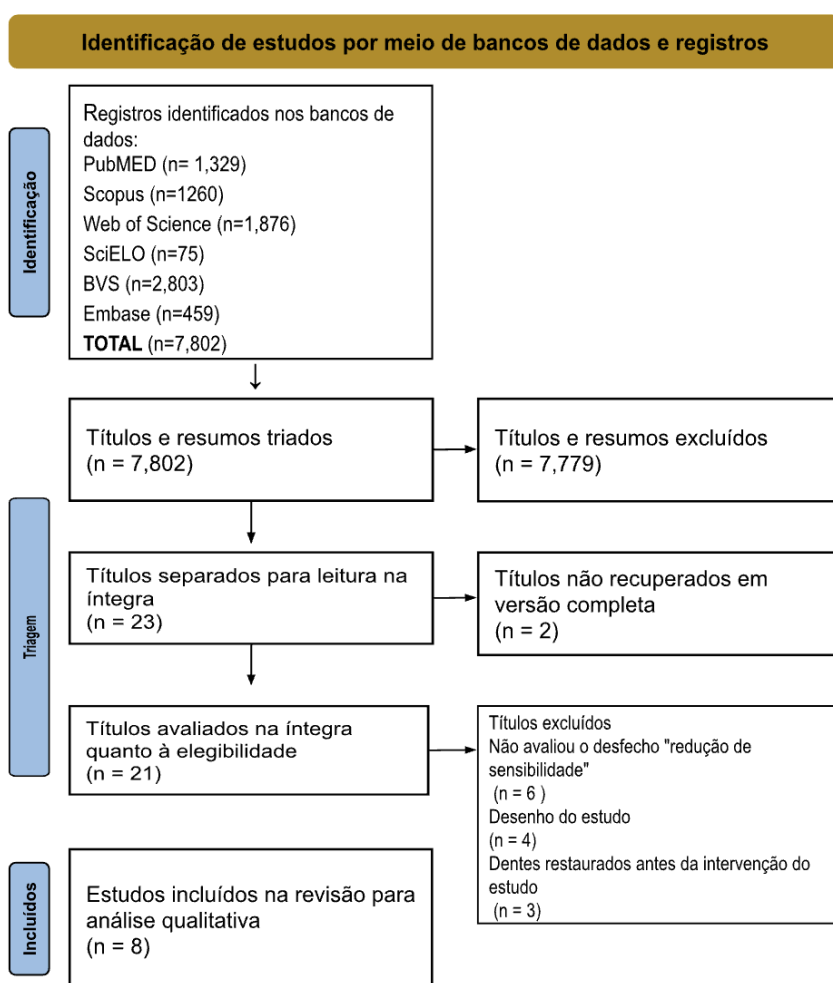 Identificação de estudos por meio de bancos de dados e registros
Identificação
Registros identificados nos bancos de
dados:
PubMED (n= 1,329)
Scopus (n=1260)
Web of Science (n=1,876)
SciELO (n=75)
BVS (n=2,803)
Embase (n=459)
TOTAL (n=7,802)
Títulos e resumos triados
(n = 7,802)
Títulos e resumos excluídos
(n = 7,779)
Triagem
Títulos separados para leitura na
íntegra
(n = 23)
Títulos não recuperados em
versão completa
(n = 2)
Títulos avaliados na íntegra
quanto à elegibilidade
(n = 21)
Títulos excluídos
Não avaliou o desfecho "redução de
sensibilidade"
(n = 6 )
Desenho do estudo
(n = 4)
Dentes restaurados antes da intervenção do
estudo
(n = 3)
Incluídos
Estudos incluídos na revisão para
análise qualitativa
(n = 8)